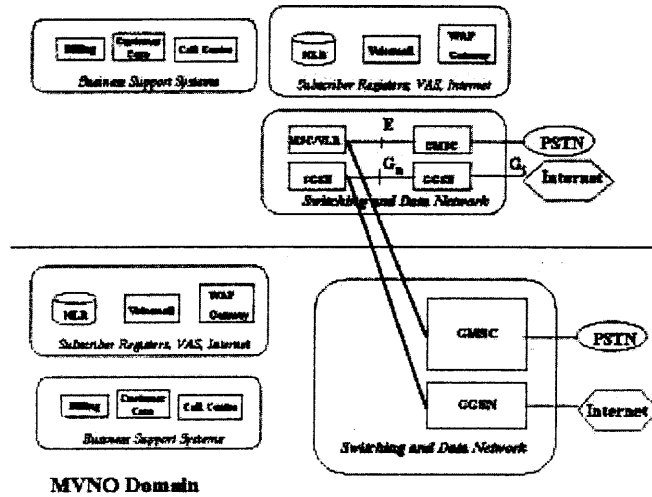 Billing
Customer
Care
Call Centre
Business Support Systems
HLR
Voicemail
WAP
Gateway
Subscriber Registers, VAS, Internet
MSC/VLR
E
GMSC
PSTN
SGSN
Gn
GGSN
Gi
Internet
Switching and Data Network
HLR
Voicemail
WAP
Gateway
Subscriber Registers, VAS, Internet
Billing
Customer
Care
Call Centre
Business Support Systems
GMSC
PSTN
GGSN
Internet
Switching and Data Network
MVNO Domain